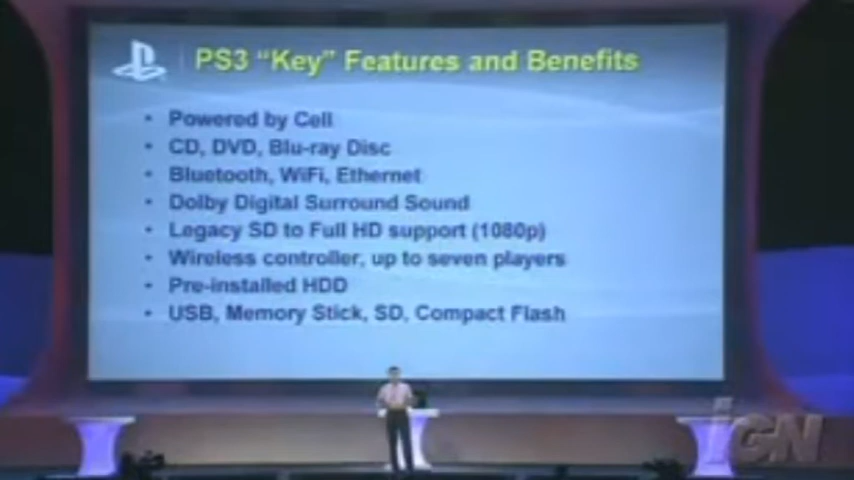 PS3 "Key" Features and Benefits
• Powered by Cell
• CD, DVD, Blu-ray Disc
• Bluetooth, WiFi, Ethernet
• Dolby Digital Surround Sound
• Legacy SD to Full HD support (1080p)
• Wireless controller, up to seven players
• Pre-installed HDD
• USB, Memory Stick, SD, Compact Flash
IGN